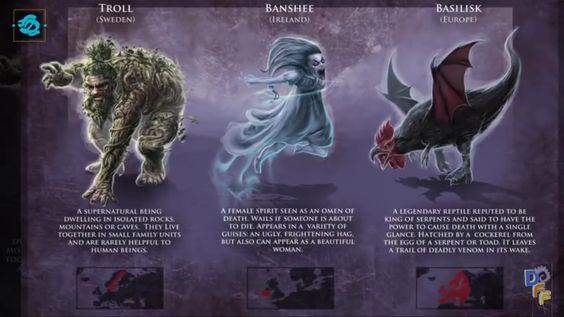 TROLL
(SWEDEN)
A SUPERNATURAL BEING
DWELLING IN ISOLATED ROCKS,
MOUNTAINS OR CAVES. THEY LIVE
TOGETHER IN SMALL FAMILY UNITS
AND ARE RARELY HELPFUL TO
HUMAN BEINGS.
BANSHEE
(IRELAND)
A FEMALE SPIRIT SEEN AS AN OMEN OF
DEATH. WAILS IF SOMEONE IS ABOUT
TO DIE. APPEARS IN A VARIETY OF
GUISES: AN UGLY, FRIGHTENING HAG,
BUT ALSO CAN APPEAR AS A BEAUTIFUL
WOMAN.
BASILISK
(EUROPE)
A LEGENDARY REPTILE REPUTED TO BE
KING OF SERPENTS AND SAID TO HAVE
THE POWER TO CAUSE DEATH WITH A SINGLE
GLANCE. HATCHED BY A COCKEREL FROM
THE EGG OF A SERPENT OR TOAD. IT LEAVES
A TRAIL OF DEADLY VENOM IN ITS WAKE.